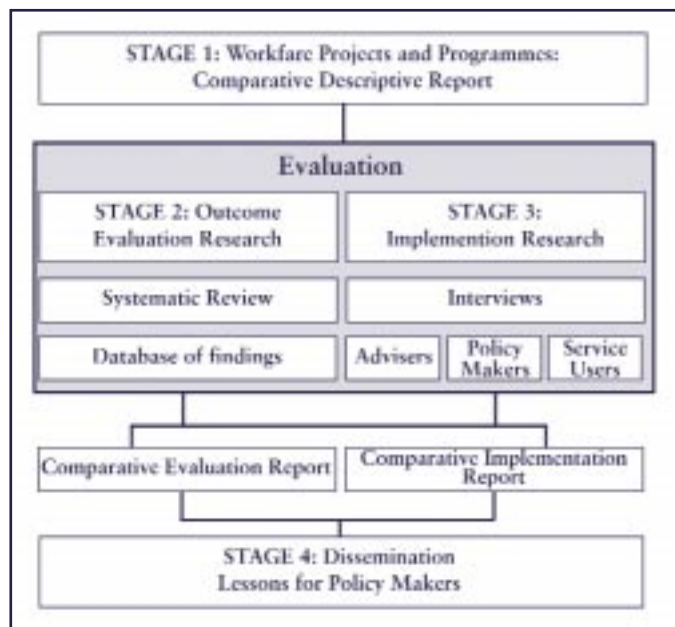 STAGE 1: Workfare Projects and Programmes:
Comparative Descriptive Report
Evaluation
STAGE 2: Outcome
Evaluation Research
STAGE 3:
Implemention Research
Systematic Review
Interviews
Database of findings
Advisers
Policy
Makers
Service
Users
Comparative Evaluation Report
Comparative Implementation
Report
STAGE 4: Dissemination
Lessons for Policy Makers